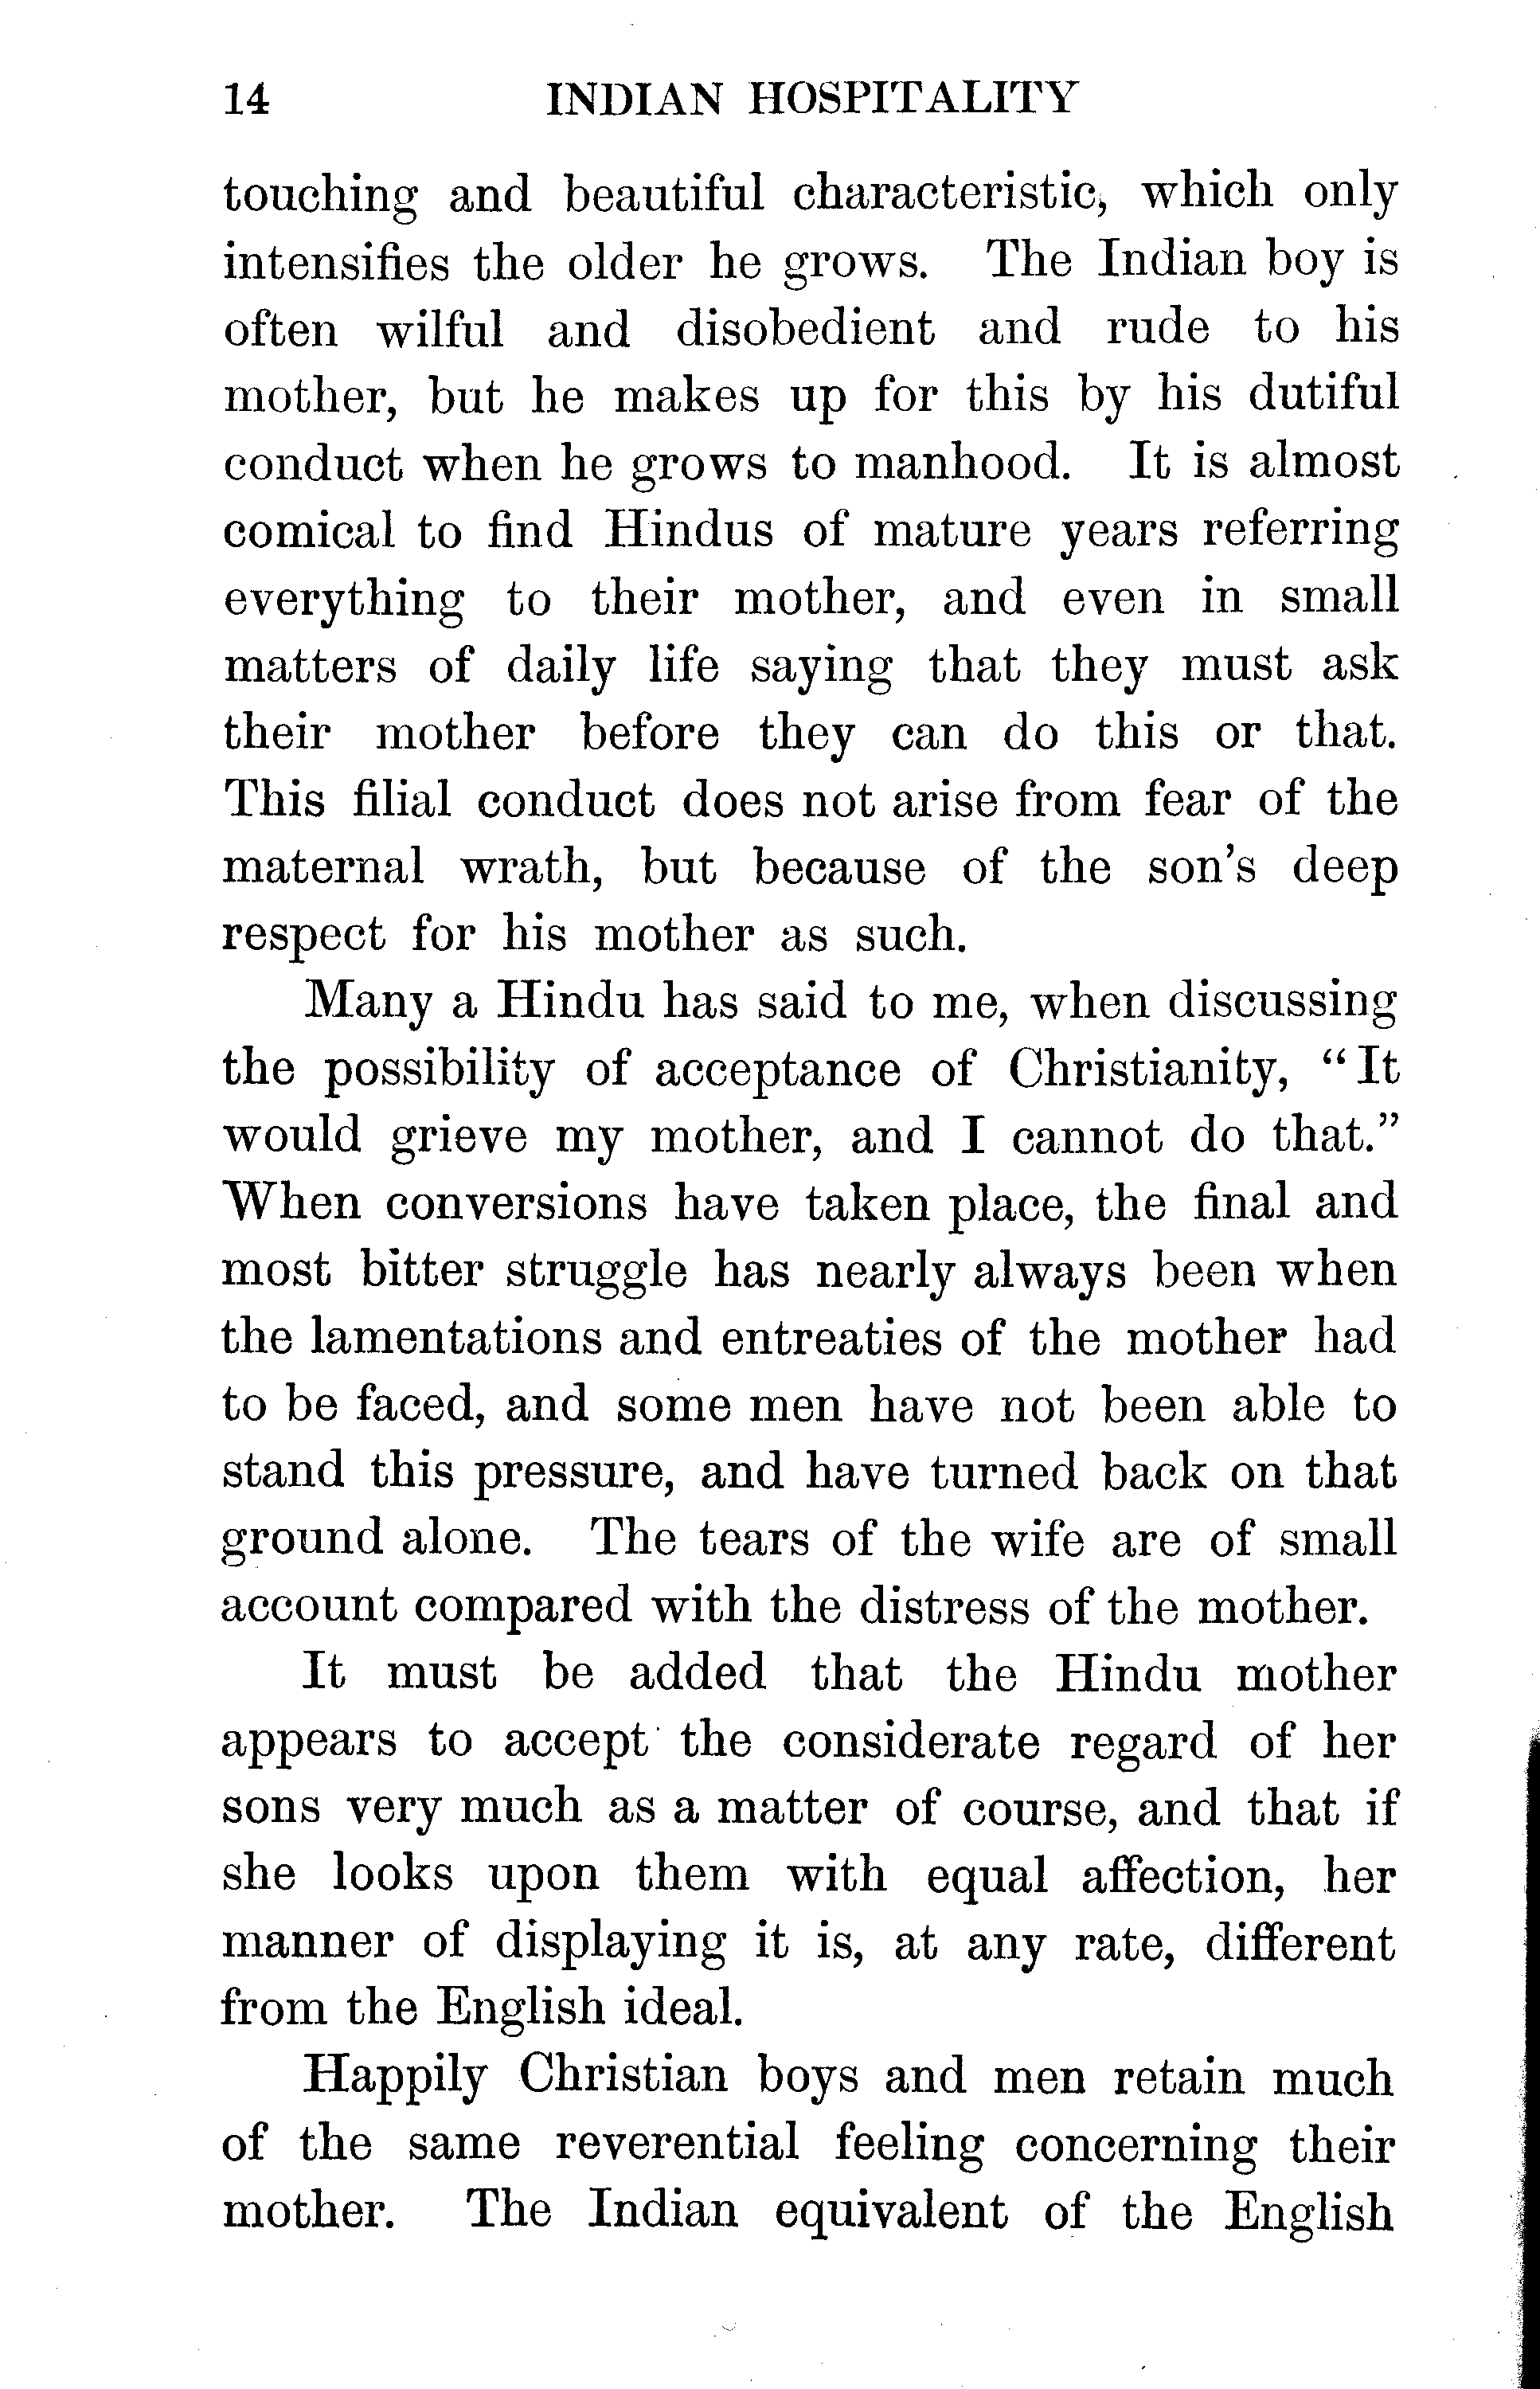 14 INDIAN HOSPITALITY
touching and beautiful characteristic, which only
intensifies the older he grows. The Indian boy is
often wilful and disobedient and rude to his
mother, but he makes up for this by his dutiful
conduct when he grows to manhood. It is almost
comical to find Hindus of mature years referring
everything to their mother, and even in small
matters of daily life saying that they must ask
their mother before they can do this or that.
This filial conduct does not arise from fear of the
maternal wrath, but because of the son's deep
respect for his mother as such.
Many a Hindu has said to me, when discussing
the possibility of acceptance of Christianity, "It
would grieve my mother, and I cannot do that."
When conversions have taken place, the final and
most bitter struggle has nearly always been when
the lamentations and entreaties of the mother had
to be faced, and some men have not been able to
stand this pressure, and have turned back on that
ground alone. The tears of the wife are of small
account compared with the distress of the mother.
It must be added that the Hindu mother
appears to accept the considerate regard of her
sons very much as a matter of course, and that if
she looks upon them with equal affection, her
manner of displaying it is, at any rate, different
from the English ideal.
Happily Christian boys and men retain much
of the same reverential feeling concerning their
mother. The Indian equivalent of the English